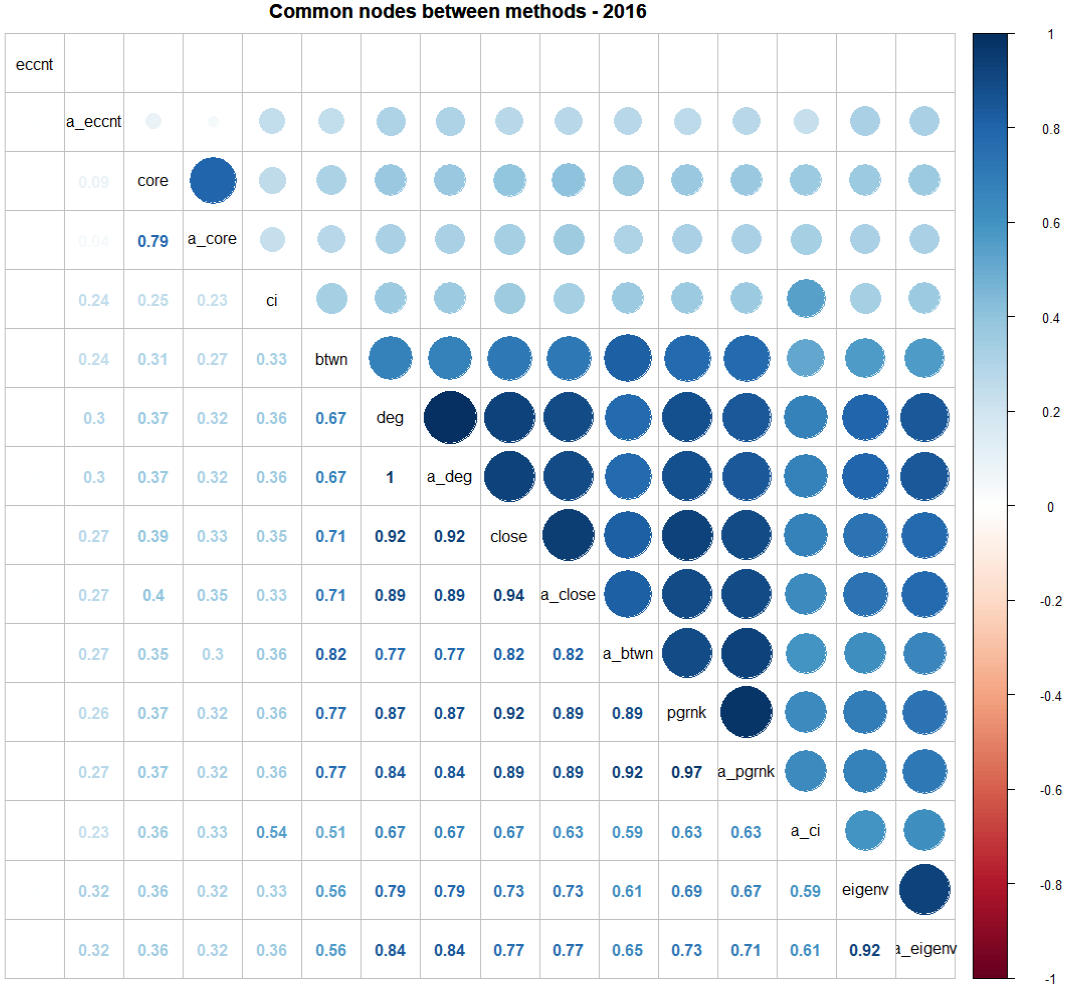 Common nodes between methods - 2016
eccnt
a_eccnt
0.09 core
0.04 0.79 a_core
0.24 0.25 0.23 ci
0.24 0.31 0.27 0.33 btwn
0.3 0.37 0.32 0.36 0.67 deg
0.3 0.37 0.32 0.36 0.67 1 a_deg
0.27 0.39 0.33 0.35 0.71 0.92 0.92 close
0.27 0.4 0.35 0.33 0.71 0.89 0.89 0.94 a_close
0.27 0.35 0.3 0.36 0.82 0.77 0.77 0.82 0.82 a_btwn
0.26 0.37 0.32 0.36 0.77 0.87 0.87 0.92 0.89 0.89 pgrnk
0.27 0.37 0.32 0.36 0.77 0.84 0.84 0.89 0.89 0.92 0.97 a_pgrnk
0.23 0.36 0.33 0.54 0.51 0.67 0.67 0.67 0.63 0.59 0.63 0.63 a_ci
0.32 0.36 0.32 0.33 0.56 0.79 0.79 0.73 0.73 0.61 0.69 0.67 0.59 eigenv
0.32 0.36 0.32 0.36 0.56 0.84 0.84 0.77 0.77 0.65 0.73 0.71 0.61 0.92 a_eigenv
1
0.8
0.6
0.4
0.2
0
-0.2
-0.4
-0.6
-0.8
-1